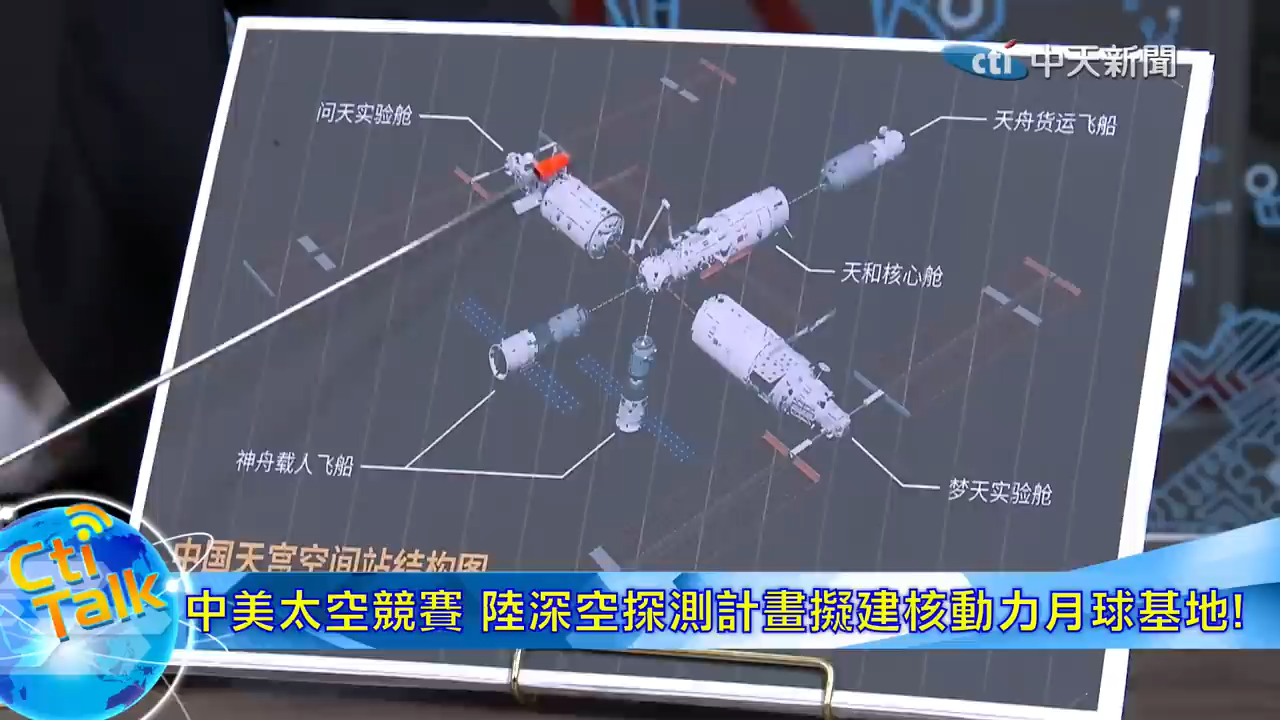 cti 中天新聞
问天实验舱
天舟货运飞船
天和核心舱
神舟载人飞船
梦天实验舱
中国天宫空间站结构图
Cti
Talk
中美太空競賽 陸深空探測計畫擬建核動力月球基地!